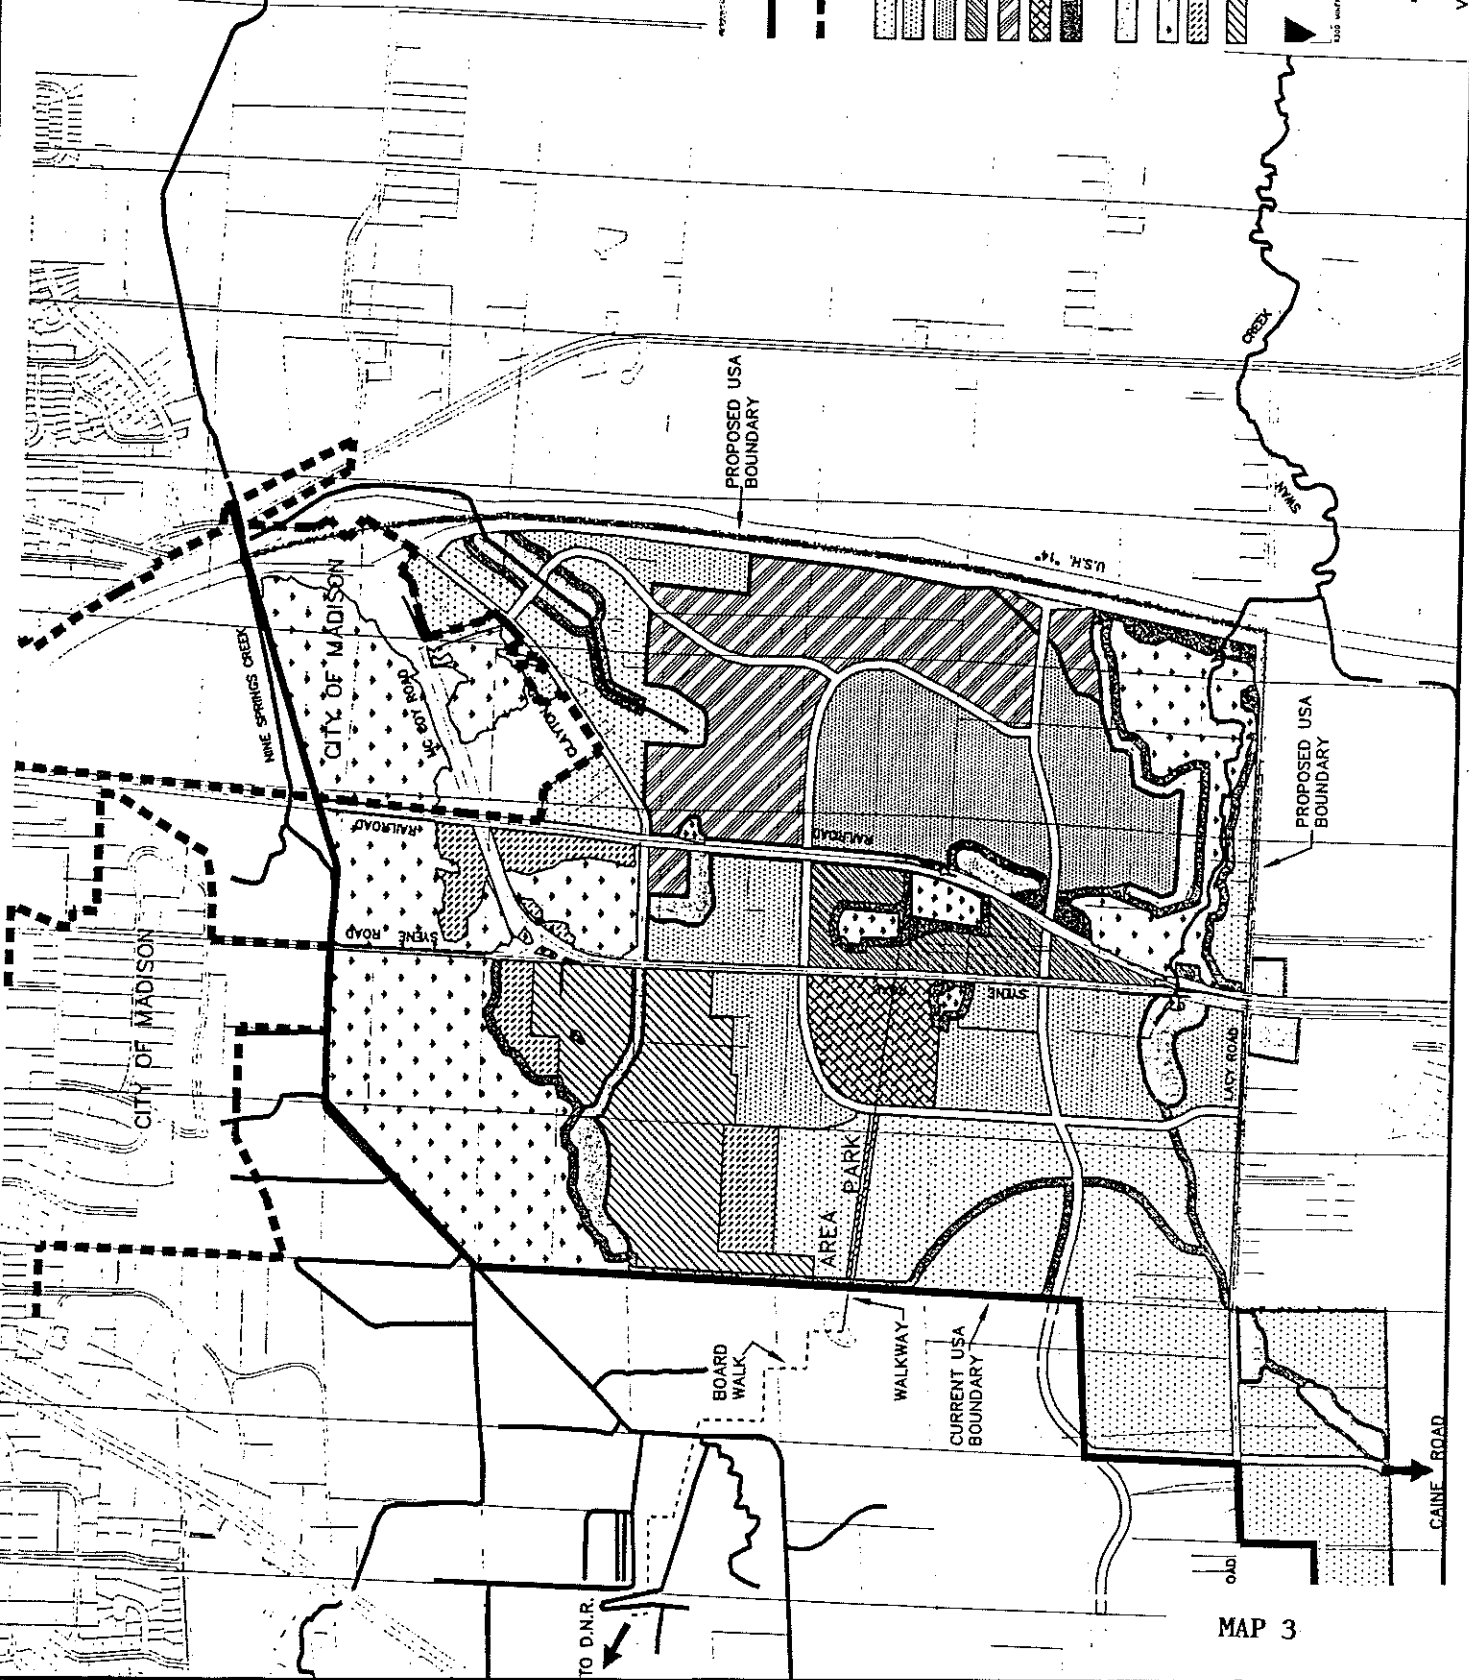 CITY OF MADISON
CITY OF MADISON
NINE SPRINGS CREEK
MC COY ROAD
CLAYTON
RAILROAD
SYENE ROAD
PROPOSED USA
BOUNDARY
U.S.H. "14"
SWAN CREEK
PROPOSED USA
BOUNDARY
RAILROAD
SYENE
LACY ROAD
AREA PARK
BOARD
WALK
WALKWAY
CURRENT USA
BOUNDARY
TO D.N.R.
OAD
CAINE ROAD
MAP 3